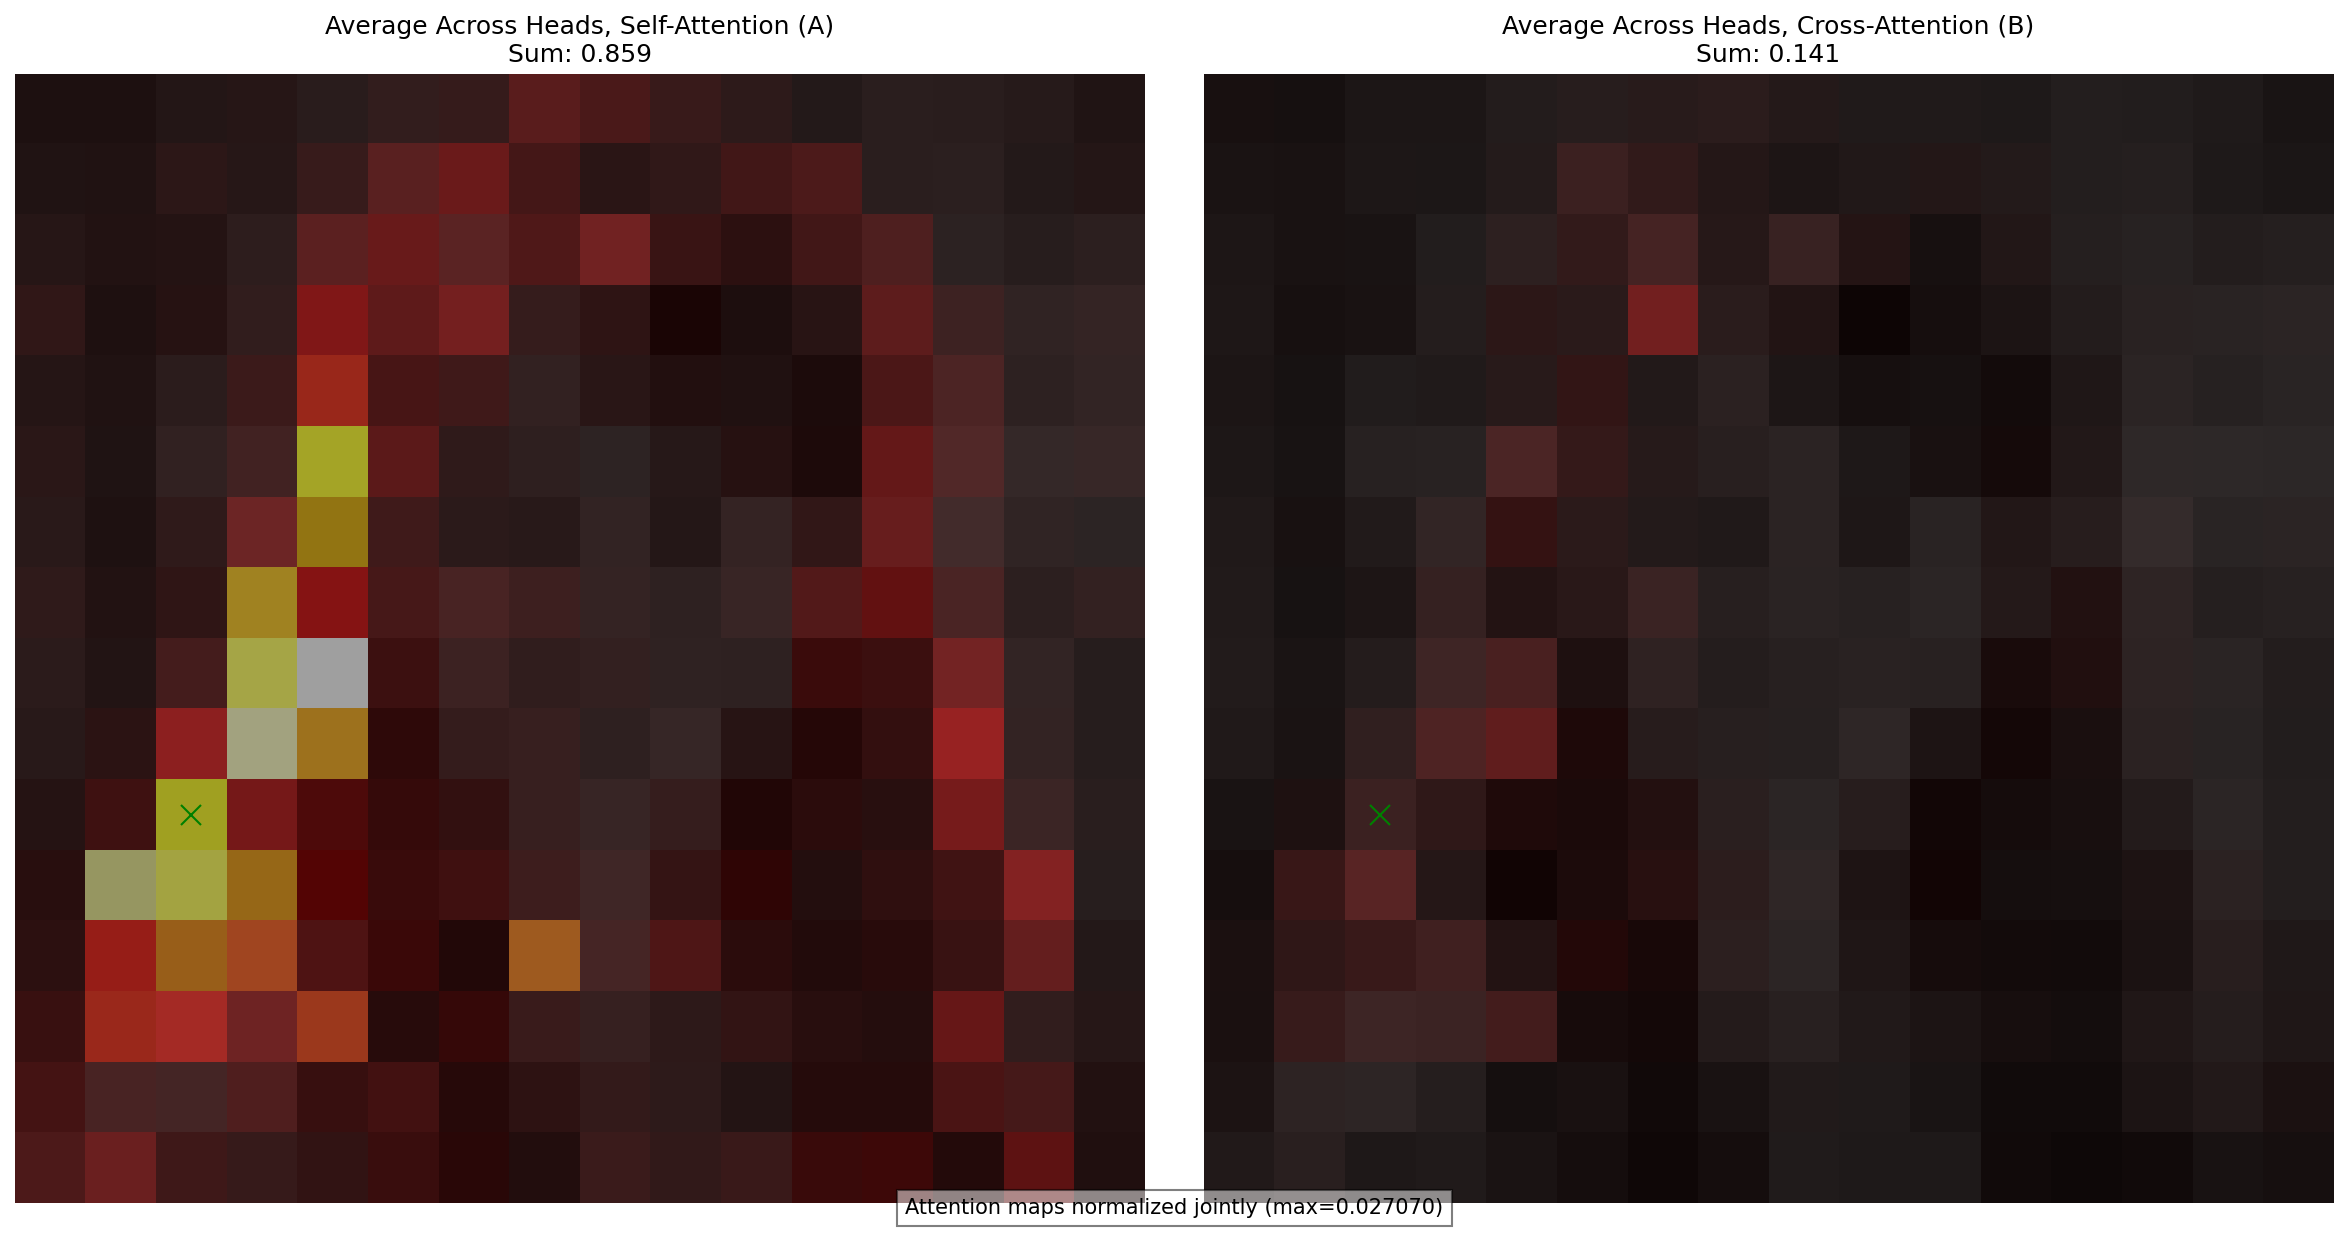 Average Across Heads, Self-Attention (A)
Sum: 0.859
Average Across Heads, Cross-Attention (B)
Sum: 0.141
Attention maps normalized jointly (max=0.027070)